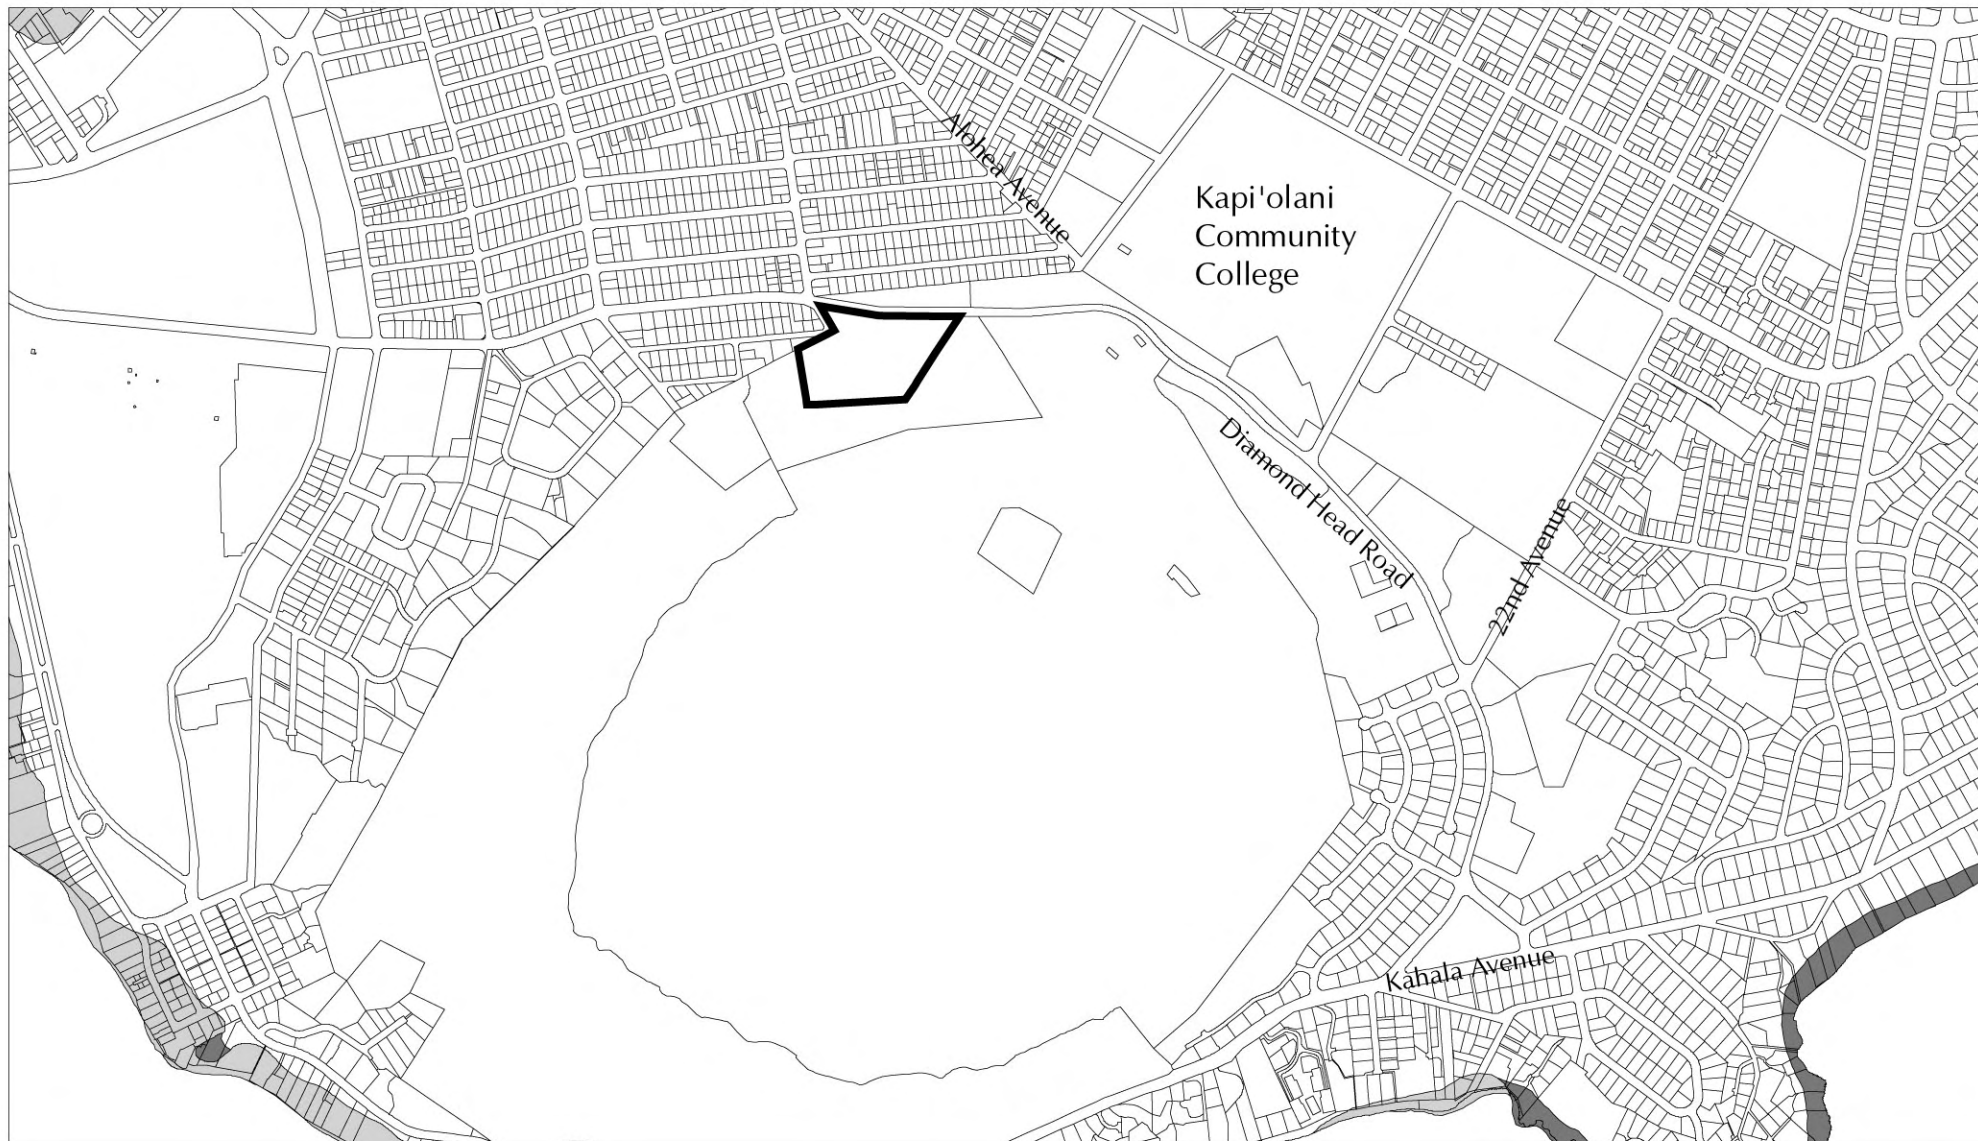 Alohea Avenue
Kapi'olani
Community
College
Diamond Head Road
22nd Avenue
Kahala Avenue